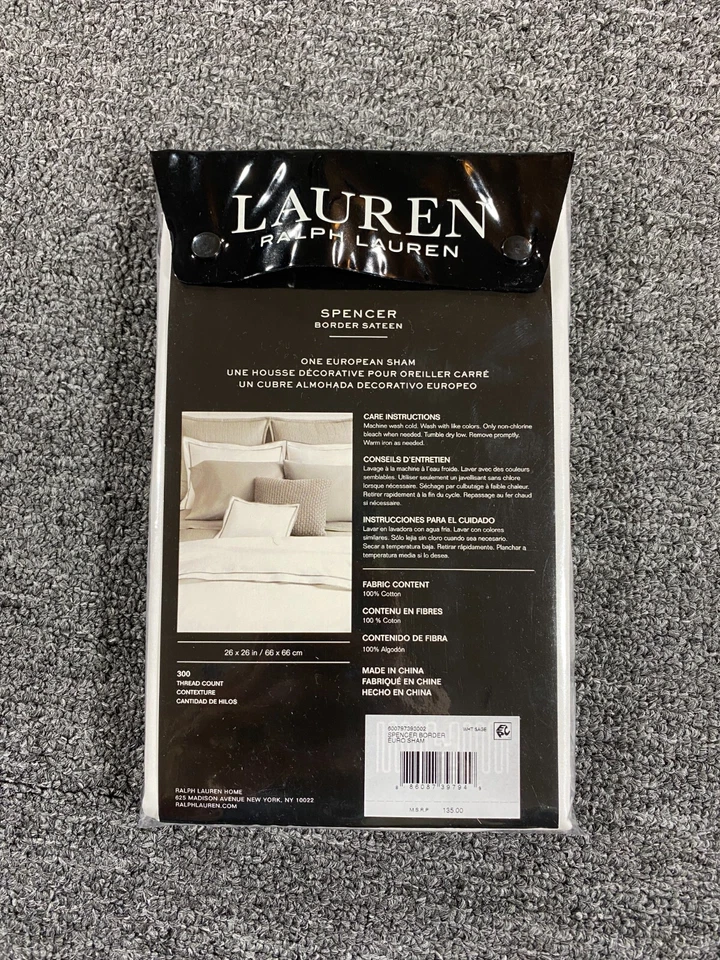 LAUREN
RALPH LAUREN
SPENCER
BORDER SATEEN
ONE EUROPEAN SHAM
UNE HOUSSE DÉCORATIVE POUR OREILLER CARRÉ
UN CUBRE ALMOHADA DECORATIVO EUROPEO
CARE INSTRUCTIONS
Machine wash cold. Wash with like colors. Only non-chlorine
bleach when needed. Tumble dry low. Remove promptly.
Warm iron as needed.
CONSEILS D'ENTRETIEN
Lavage à la machine à l'eau froide. Laver avec des couleurs
semblables. Utiliser seulement un javellisant sans chlore
lorsque nécessaire. Séchage par culbutage à faible chaleur.
Retirer rapidement à la fin du cycle. Repassage au fer chaud
si nécessaire.
INSTRUCCIONES PARA EL CUIDADO
Lavar en lavadora con agua fría. Lavar con colores
similares. Sólo lejía sin cloro cuando sea necesario.
Secar a temperatura baja. Retirar rápidamente. Planchar a
temperatura media si lo desea.
FABRIC CONTENT
100% Cotton
CONTENU EN FIBRES
100 % Coton
CONTENIDO DE FIBRA
100% Algodón
MADE IN CHINA
FABRIQUÉ EN CHINE
HECHO EN CHINA
26 x 26 in / 66 x 66 cm
300
THREAD COUNT
CONTEXTURE
CANTIDAD DE HILOS
RALPH LAUREN HOME
625 MADISON AVENUE NEW YORK, NY 10022
RALPHLAUREN.COM
WHT SAGE
SPENCER BORDER
EURO SHAM
86087 39794
M.S.R.P 135.00